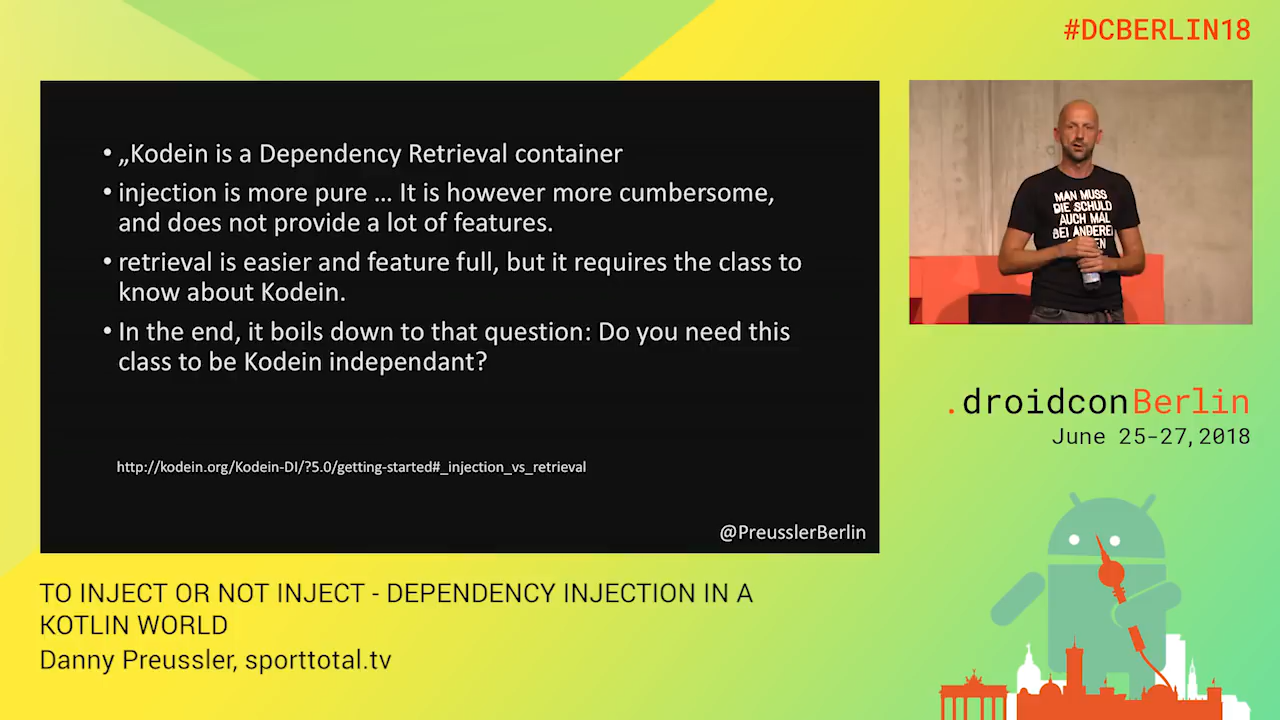 #DCBERLIN18
• „Kodein is a Dependency Retrieval container
• injection is more pure … It is however more cumbersome,
and does not provide a lot of features.
• retrieval is easier and feature full, but it requires the class to
know about Kodein.
• In the end, it boils down to that question: Do you need this
class to be Kodein independant?
http://kodein.org/Kodein-DI/?5.0/getting-started#_injection_vs_retrieval
@PreusslerBerlin
MAN MUSS
DIE SCHULD
AUCH MAL
BEI ANDEREN
.droidconBerlin
June 25-27, 2018
TO INJECT OR NOT INJECT - DEPENDENCY INJECTION IN A
KOTLIN WORLD
Danny Preussler, sporttotal.tv